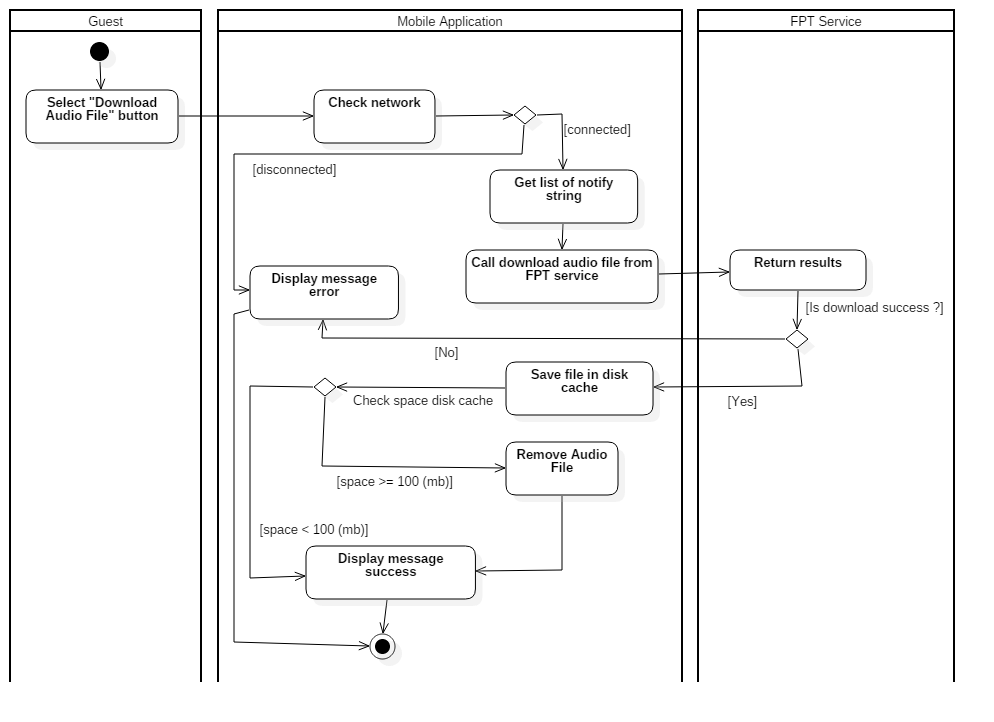 Guest
Mobile Application
FPT Service
Select "Download
Audio File" button
Check network
[connected]
[disconnected]
Get list of notify
string
Call download audio file from
FPT service
Return results
Display message
error
[Is download success ?]
[No]
Save file in disk
cache
Check space disk cache
[Yes]
Remove Audio
File
[space >= 100 (mb)]
[space < 100 (mb)]
Display message
success